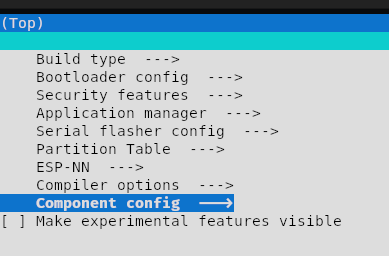 (Top)
Build type  --->
Bootloader config  --->
Security features  --->
Application manager  --->
Serial flasher config  --->
Partition Table  --->
ESP-NN  --->
Compiler options  --->
Component config  --->
[ ] Make experimental features visible